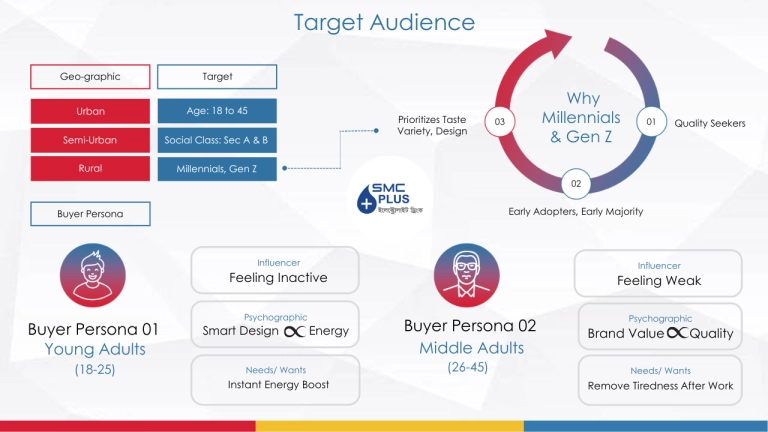 Target Audience
Geo-graphic
Target
Urban
Age: 18 to 45
Semi-Urban
Social Class: Sec A & B
Rural
Millennials, Gen Z
Buyer Persona
Why
Millennials
& Gen Z
01
Quality Seekers
02
Early Adopters, Early Majority
03
Prioritizes Taste
Variety, Design
SMC
PLUS
ইলেক্ট্রোলাইট ড্রিংক
Buyer Persona 01
Young Adults
(18-25)
Influencer
Feeling Inactive
Psychographic
Smart Design ∝ Energy
Needs/ Wants
Instant Energy Boost
Buyer Persona 02
Middle Adults
(26-45)
Influencer
Feeling Weak
Psychographic
Brand Value ∝ Quality
Needs/ Wants
Remove Tiredness After Work